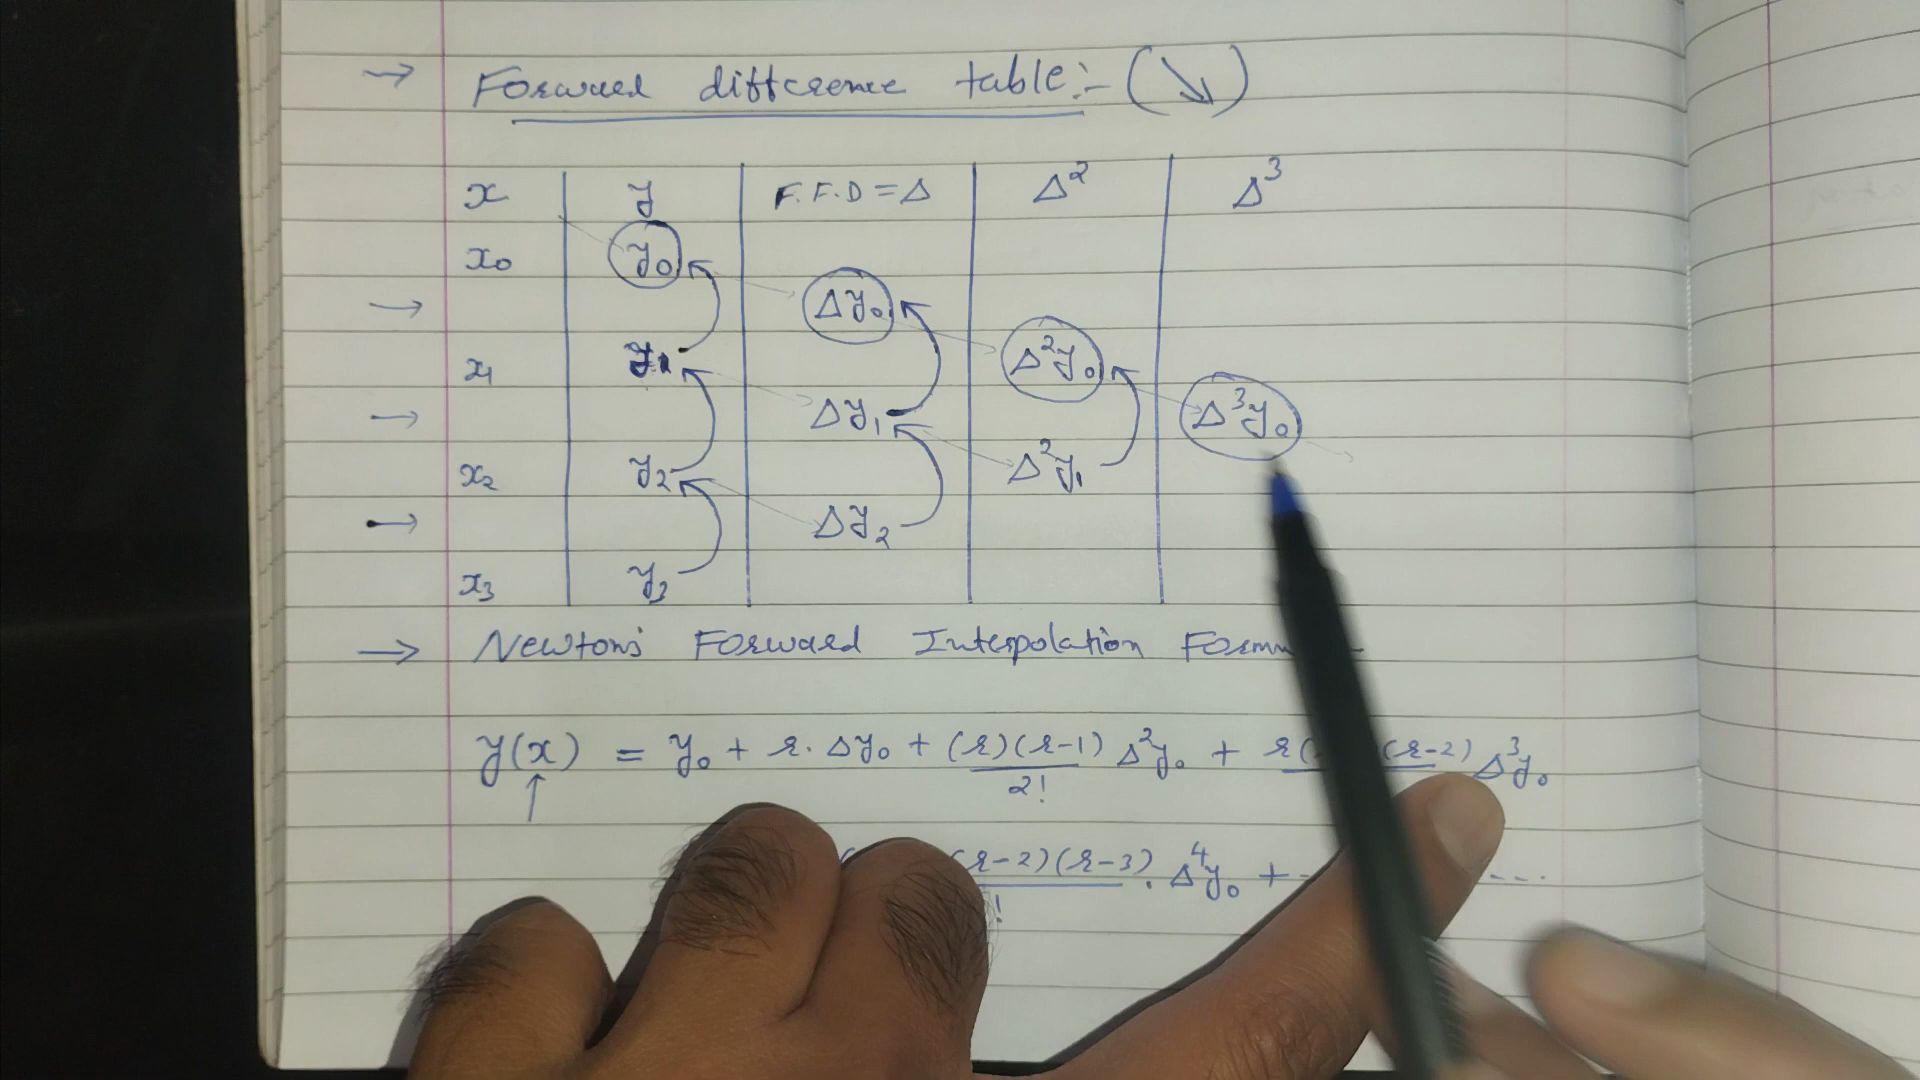 → Forward difference table:- (↘)
x y F.F.D = Δ Δ² Δ³
x₀ y₀
→ Δy₀
x₁ y₁ Δ²y₀
→ Δy₁ Δ³y₀
x₂ y₂ Δ²y₁
→ Δy₂
x₃ y₃
→ Newton's Forward Interpolation
y(x) = y₀ + r. Δy₀ + (r)(r-1) Δ²y₀ + r( (r-2) Δ³y₀
↑ 2!
(r-2)(r-3). Δ⁴y₀ + - ...
!